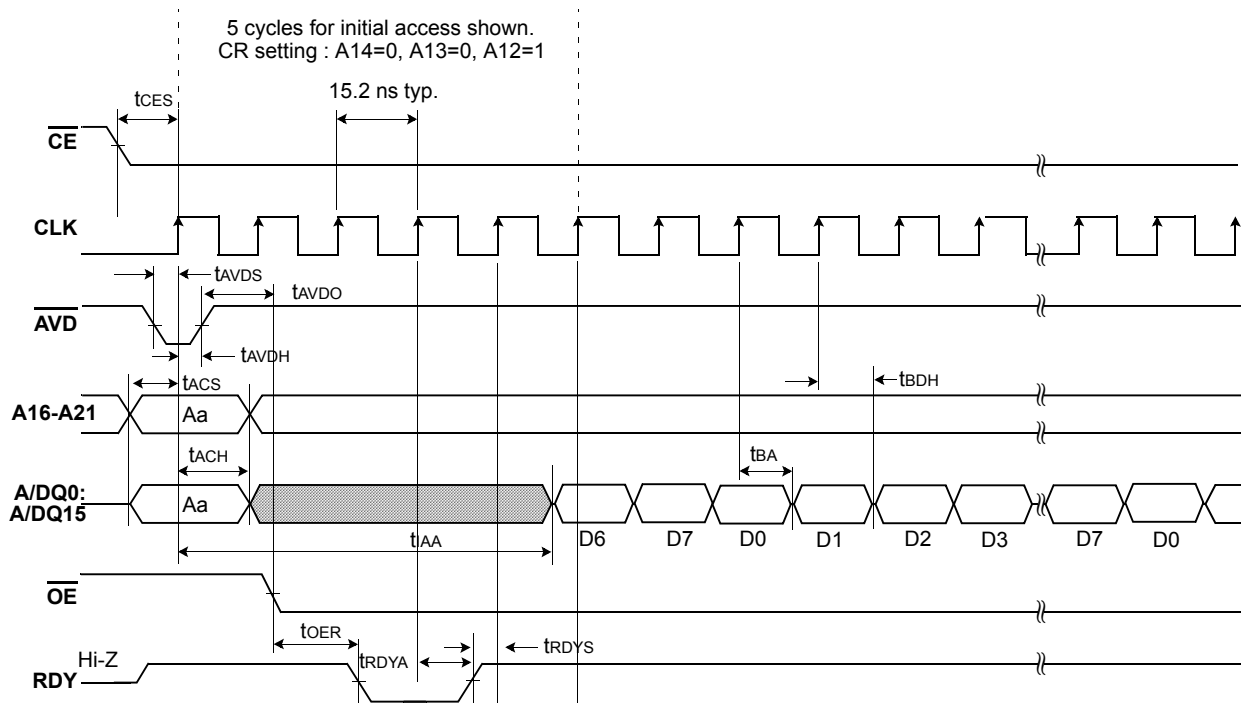 5 cycles for initial access shown.
CR setting : A14=0, A13=0, A12=1
15.2 ns typ.
tCES
CE
CLK
tAVDS
tAVDO
AVD
tAVDH
tACS
tBDH
A16-A21
Aa
tACH
tBA
A/DQ0:
A/DQ15
Aa
tIAA
D6 D7 D0 D1 D2 D3 D7 D0
OE
tOER
tRDYS
tRDYA
Hi-Z
RDY